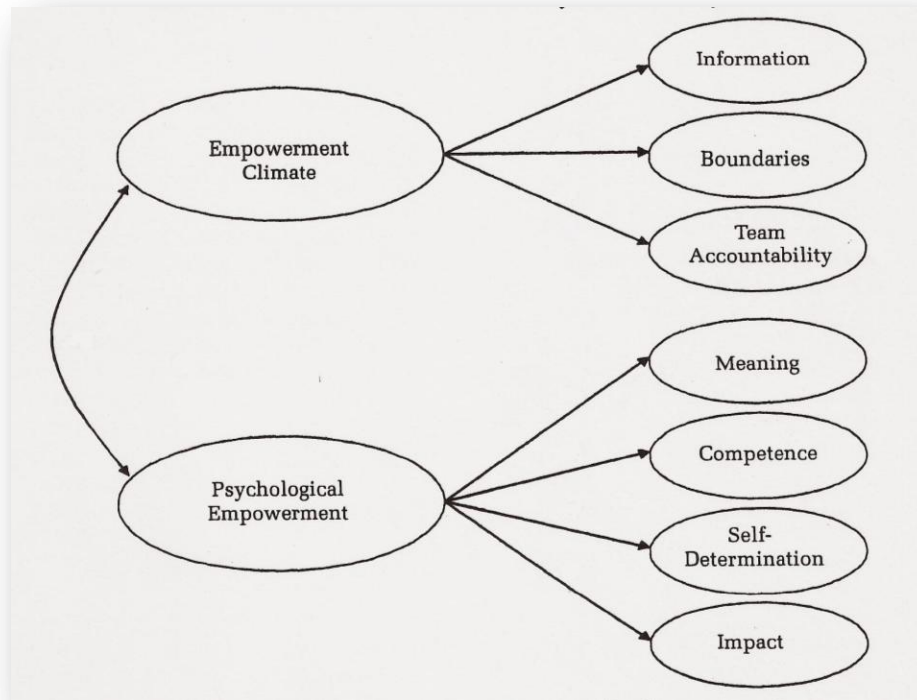 Information
Empowerment
Climate
Boundaries
Team
Accountability
Meaning
Competence
Psychological
Empowerment
Self-
Determination
Impact